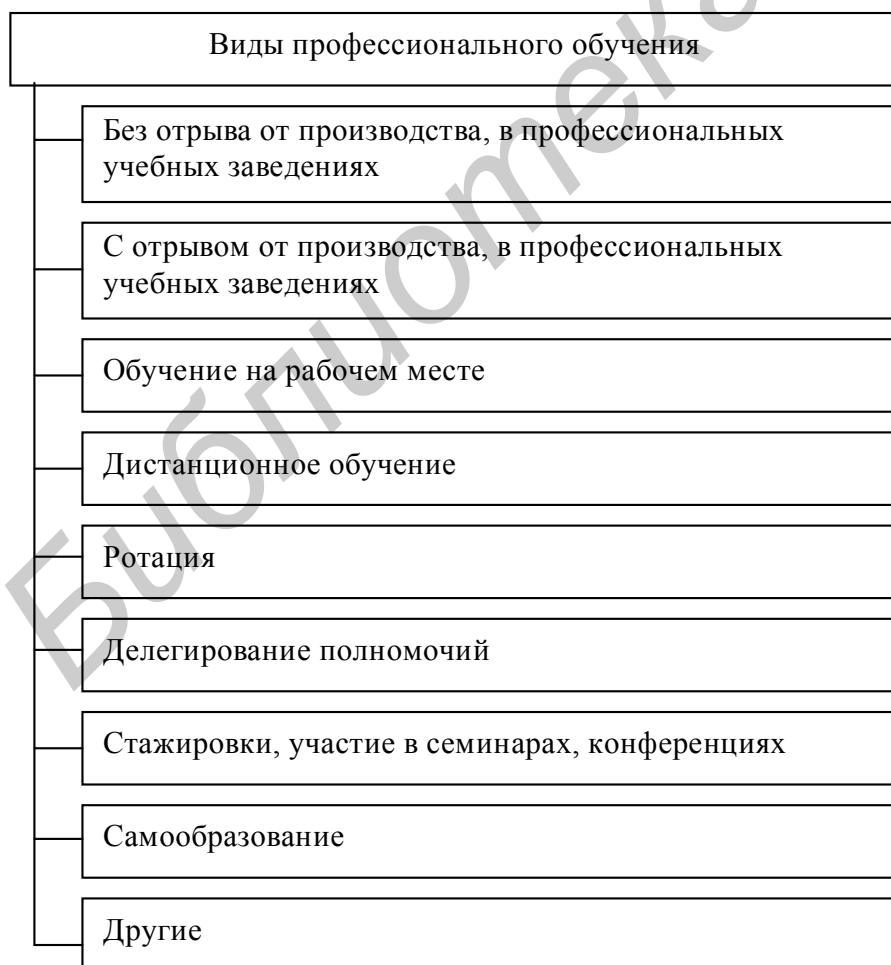 Виды профессионального обучения
Без отрыва от производства, в профессиональных
учебных заведениях
С отрывом от производства, в профессиональных
учебных заведениях
Обучение на рабочем месте
Дистанционное обучение
Ротация
Делегирование полномочий
Стажировки, участие в семинарах, конференциях
Самообразование
Другие
Библиотека